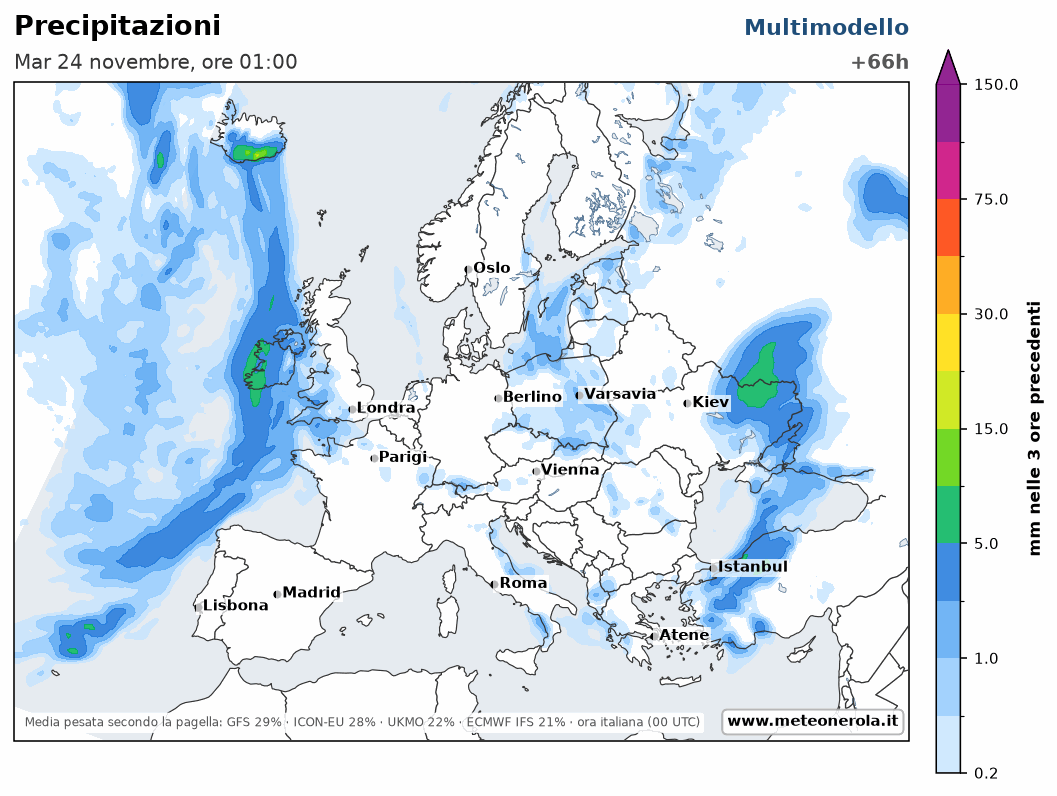 Precipitazioni
Multimodello
Mar 24 novembre, ore 01:00
+66h
150.0
75.0
30.0
15.0
5.0
1.0
0.2
mm nelle 3 ore precedenti
Oslo
Berlino
Varsavia
Kiev
Londra
Parigi
Vienna
Istanbul
Roma
Madrid
Lisbona
Atene
Media pesata secondo la pagella: GFS 29% · ICON-EU 28% · UKMO 22% · ECMWF IFS 21% · ora italiana (00 UTC)
www.meteonerola.it